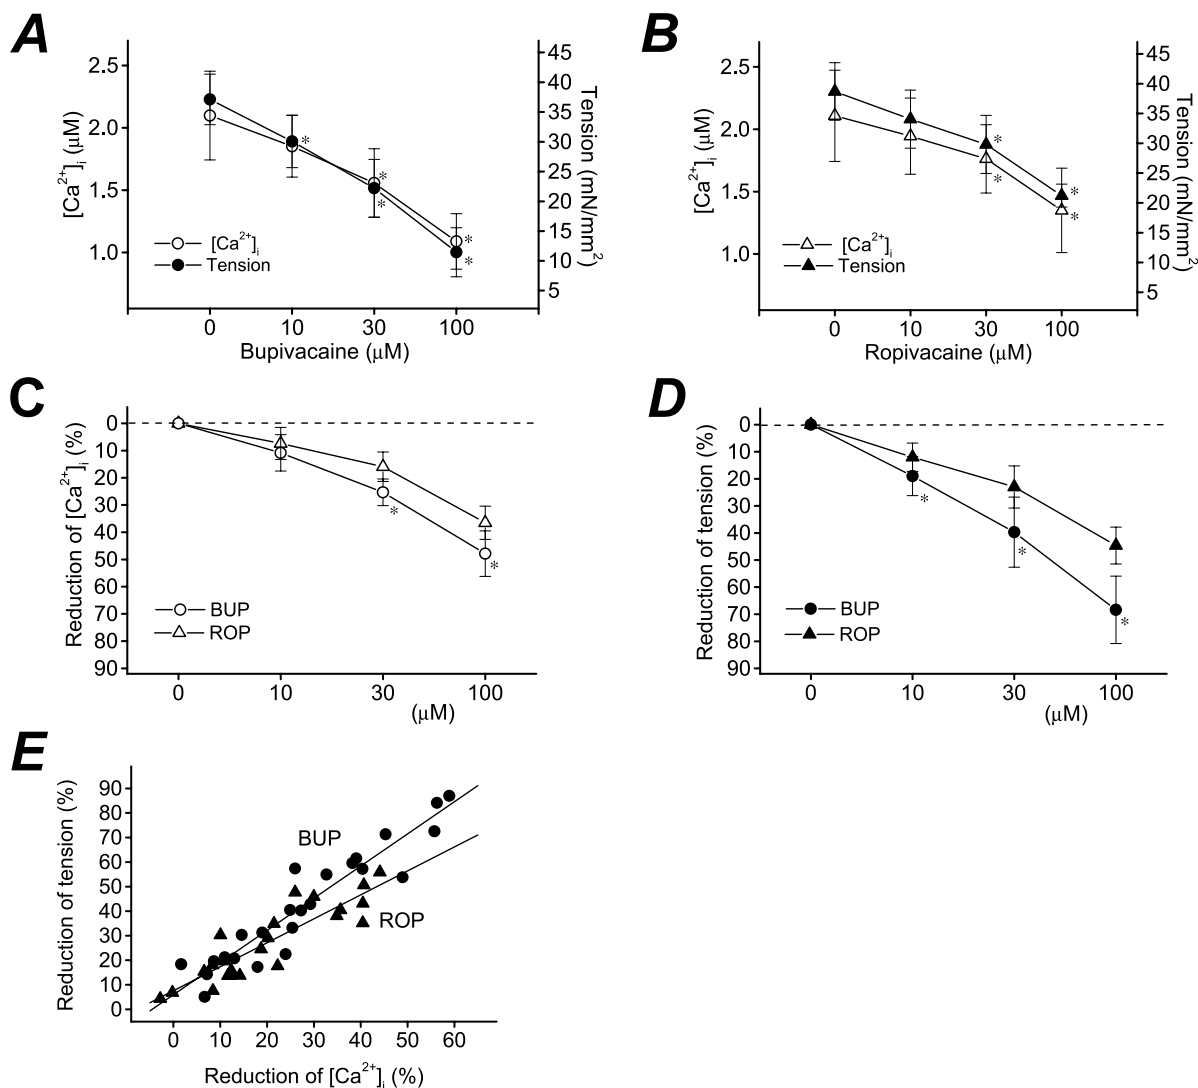 A
2.5
2.0
1.5
1.0
[Ca2+]i (μM)
45
40
35
30
25
20
15
10
5
Tension (mN/mm2)
*
*
*
*
*
[Ca2+]i
Tension
0 10 30 100
Bupivacaine (μM)
B
2.5
2.0
1.5
1.0
[Ca2+]i (μM)
45
40
35
30
25
20
15
10
5
Tension (mN/mm2)
*
*
*
*
[Ca2+]i
Tension
0 10 30 100
Ropivacaine (μM)
C
0
10
20
30
40
50
60
70
80
90
Reduction of [Ca2+]i (%)
*
*
BUP
ROP
0 10 30 100
(μM)
D
0
10
20
30
40
50
60
70
80
90
Reduction of tension (%)
*
*
*
BUP
ROP
0 10 30 100
(μM)
E
90
80
70
60
50
40
30
20
10
0
Reduction of tension (%)
BUP
ROP
0 10 20 30 40 50 60
Reduction of [Ca2+]i (%)